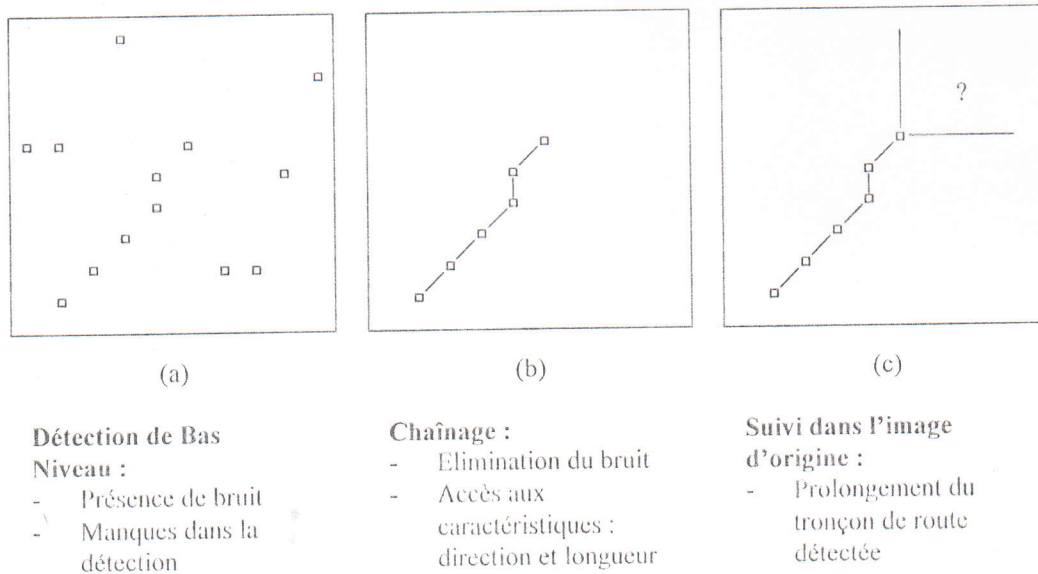 ?
(a)
(b)
(c)
Détection de Bas
Niveau :
- Présence de bruit
- Manques dans la
détection
Chaînage :
- Elimination du bruit
- Accès aux
caractéristiques :
direction et longueur
Suivi dans l'image
d'origine :
- Prolongement du
tronçon de route
détectée